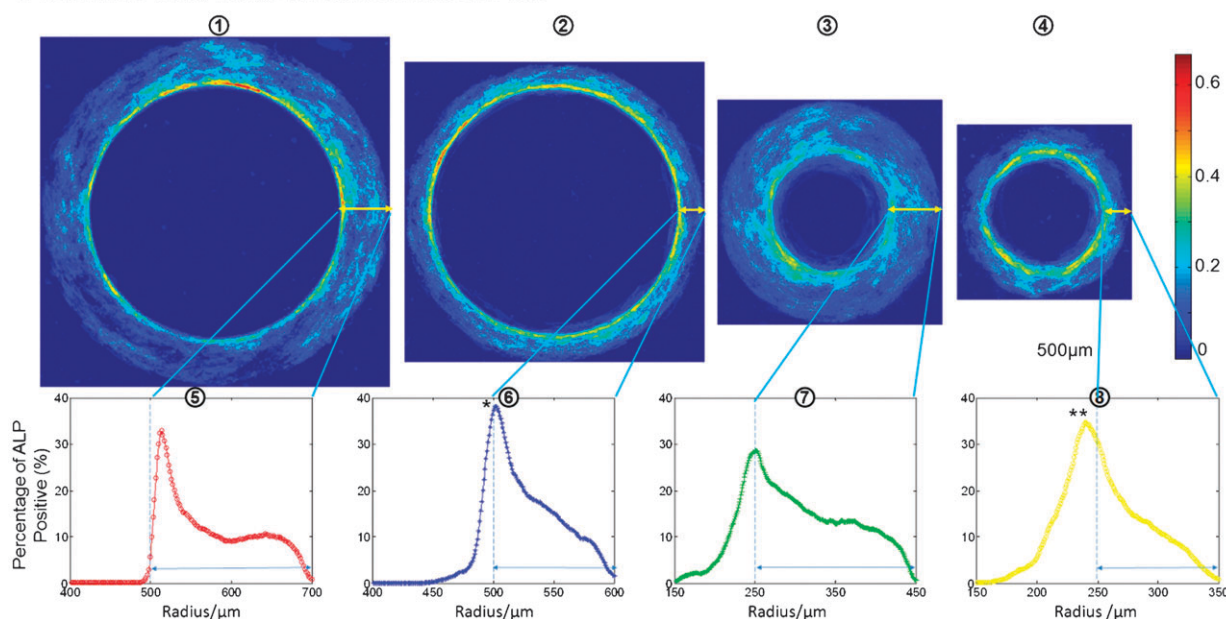 ① ② ③ ④
0.6
0.4
0.2
0
500μm
⑤ ⑥ ⑦ ⑧
* **
Percentage of ALP
Positive (%)
40 30 20 10 0
400 500 600 700
Radius/μm
40 30 20 10 0
400 450 500 550 600
Radius/μm
40 30 20 10 0
150 250 350 450
Radius/μm
40 30 20 10 0
150 200 250 300 350
Radius /μm